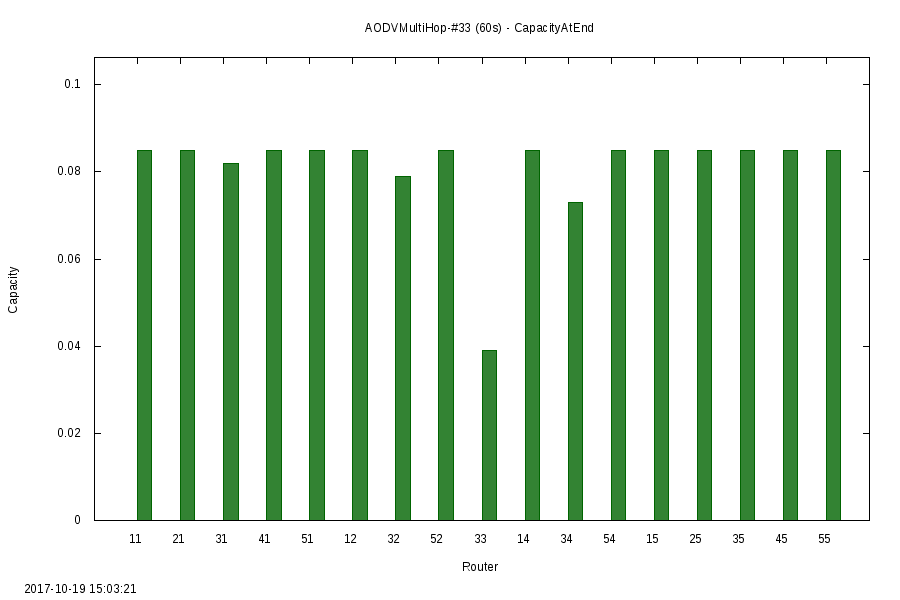 AODVMultiHop-#33 (60s) - CapacityAtEnd
0.1
0.08
0.06
0.04
0.02
0
Capacity
11 21 31 41 51 12 32 52 33 14 34 54 15 25 35 45 55
Router
2017-10-19 15:03:21